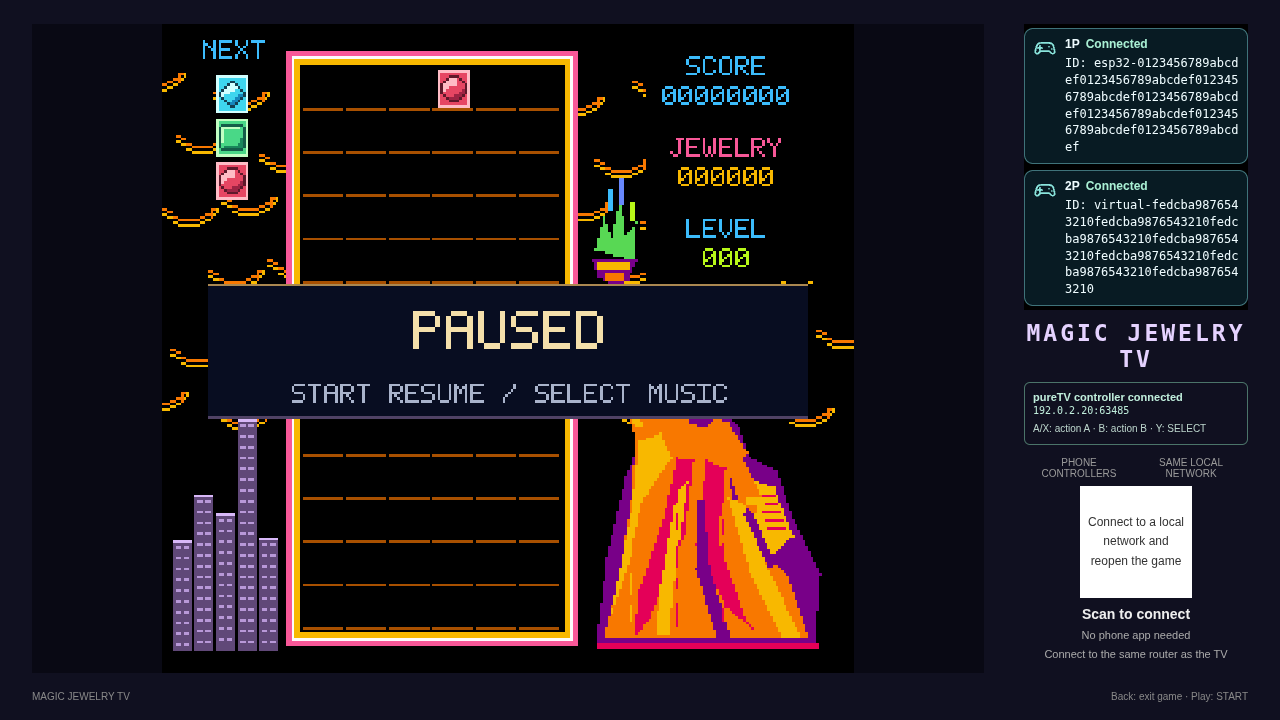 NEXT
SCORE
00000000
JEWELRY
000000
LEVEL
000
PAUSED
START RESUME / SELECT MUSIC
1P Connected
ID: esp32-0123456789abcd
ef0123456789abcdef012345
6789abcdef0123456789abcd
ef0123456789abcdef012345
6789abcdef0123456789abcd
ef
2P Connected
ID: virtual-fedcba987654
3210fedcba9876543210fedc
ba9876543210fedcba987654
3210fedcba9876543210fedc
ba9876543210fedcba987654
3210
MAGIC JEWELRY
TV
pureTV controller connected
192.0.2.20:63485
A/X: action A · B: action B · Y: SELECT
PHONE
CONTROLLERS
SAME LOCAL
NETWORK
Connect to a local
network and
reopen the game
Scan to connect
No phone app needed
Connect to the same router as the TV
MAGIC JEWELRY TV
Back: exit game · Play: START